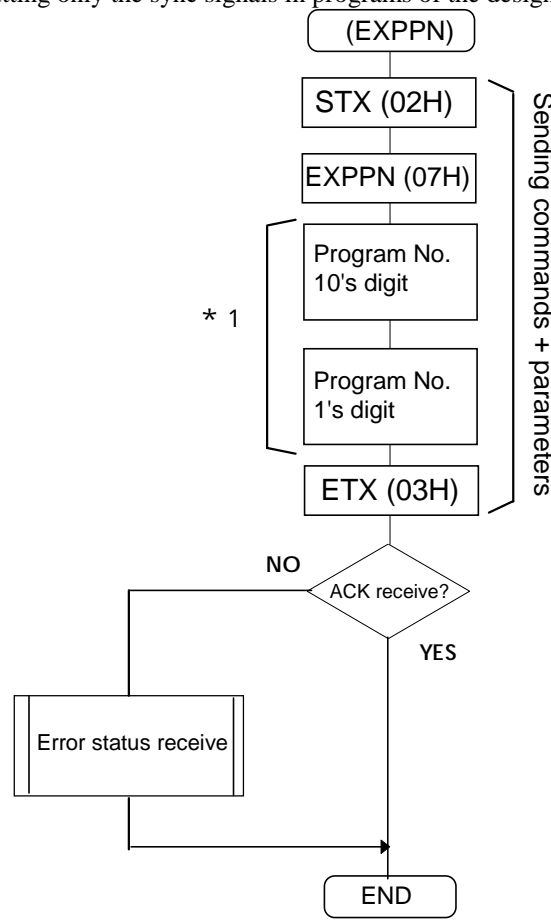 only the sync signals in programs of the design
(EXPPN)
STX (02H)
EXPPN (07H)
Program No.
10's digit
* 1
Program No.
1's digit
ETX (03H)
Sending commands + parameters
NO
ACK receive?
YES
Error status receive
END